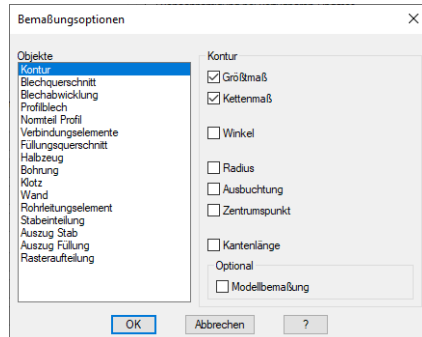 Bemaßungsoptionen
Objekte
Kontur
Blechquerschnitt
Blechabwicklung
Profilblech
Normteil Profil
Verbindungselemente
Füllungsquerschnitt
Halbzeug
Bohrung
Klotz
Wand
Rohrleitungselement
Stabeinteilung
Auszug Stab
Auszug Füllung
Rasteraufteilung
Kontur
Größtmaß
Kettenmaß
Winkel
Radius
Ausbuchtung
Zentrumspunkt
Kantenlänge
Optional
Modellbemaßung
OK
Abbrechen
?